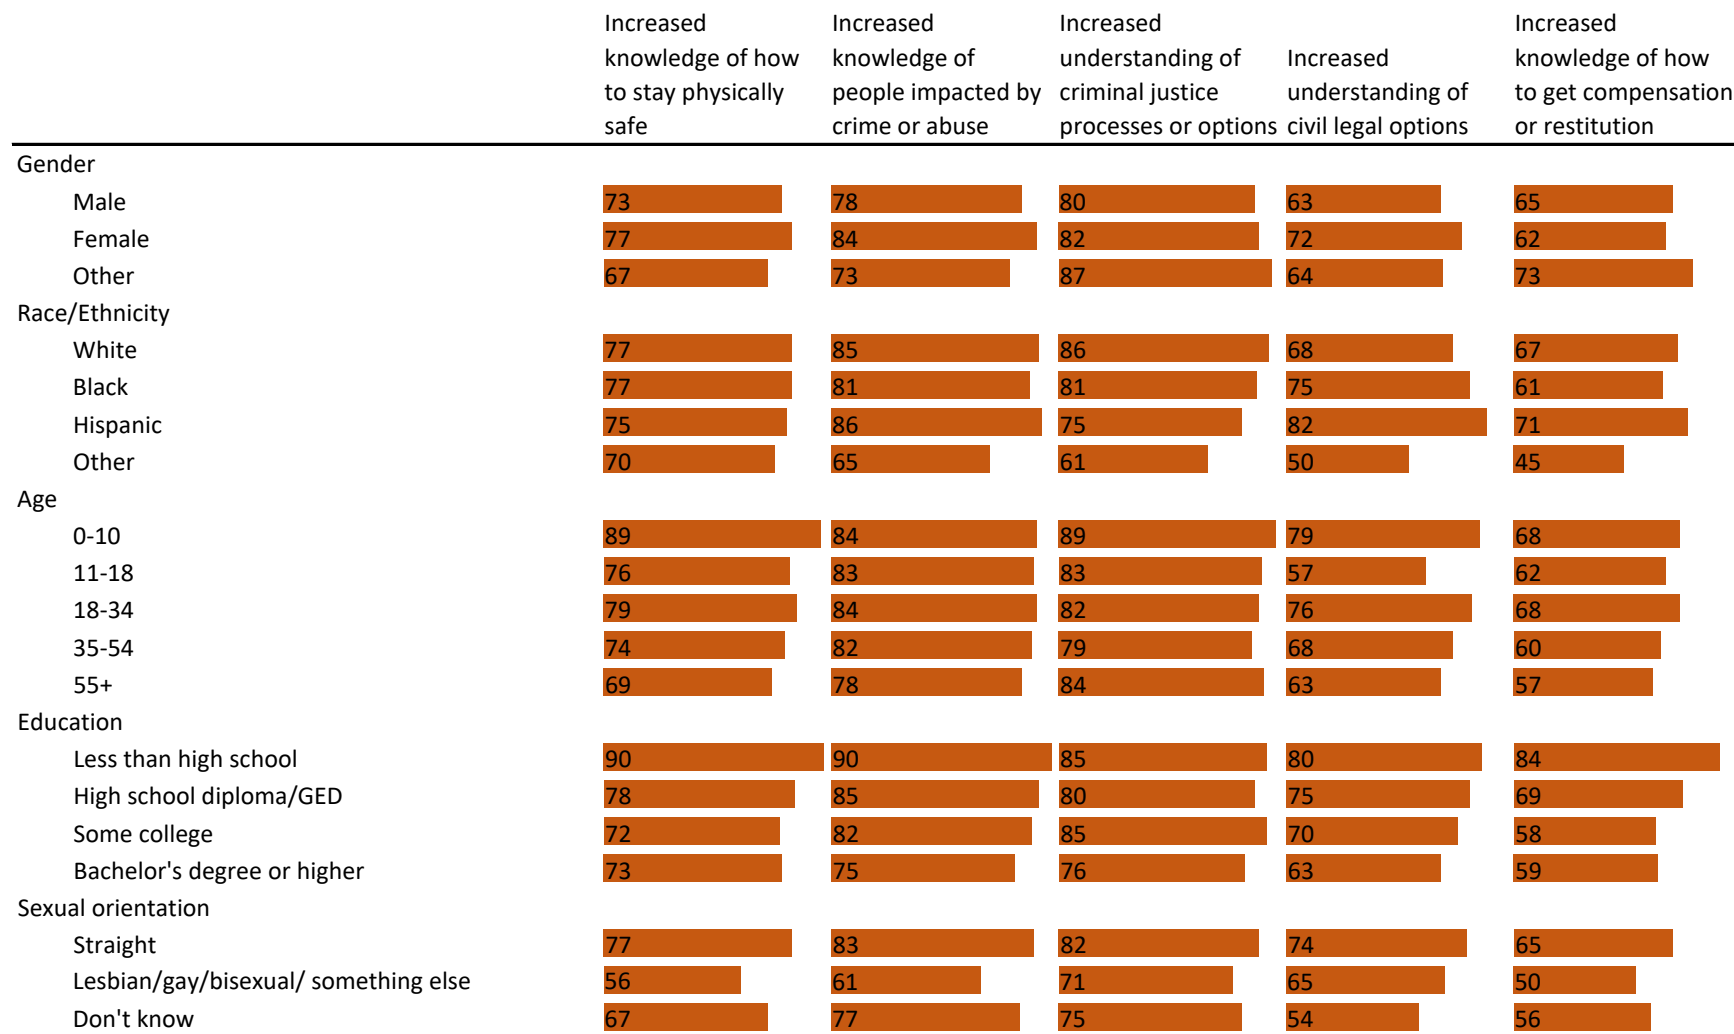 Increased Increased Increased Increased
knowledge of how knowledge of understanding of Increased knowledge of how
to stay physically people impacted by criminal justice understanding of to get compensation
safe crime or abuse processes or options civil legal options or restitution
Gender
Male 73 78 80 63 65
Female 77 84 82 72 62
Other 67 73 87 64 73
Race/Ethnicity
White 77 85 86 68 67
Black 77 81 81 75 61
Hispanic 75 86 75 82 71
Other 70 65 61 50 45
Age
0-10 89 84 89 79 68
11-18 76 83 83 57 62
18-34 79 84 82 76 68
35-54 74 82 79 68 60
55+ 69 78 84 63 57
Education
Less than high school 90 90 85 80 84
High school diploma/GED 78 85 80 75 69
Some college 72 82 85 70 58
Bachelor's degree or higher 73 75 76 63 59
Sexual orientation
Straight 77 83 82 74 65
Lesbian/gay/bisexual/ something else 56 61 71 65 50
Don't know 67 77 75 54 56